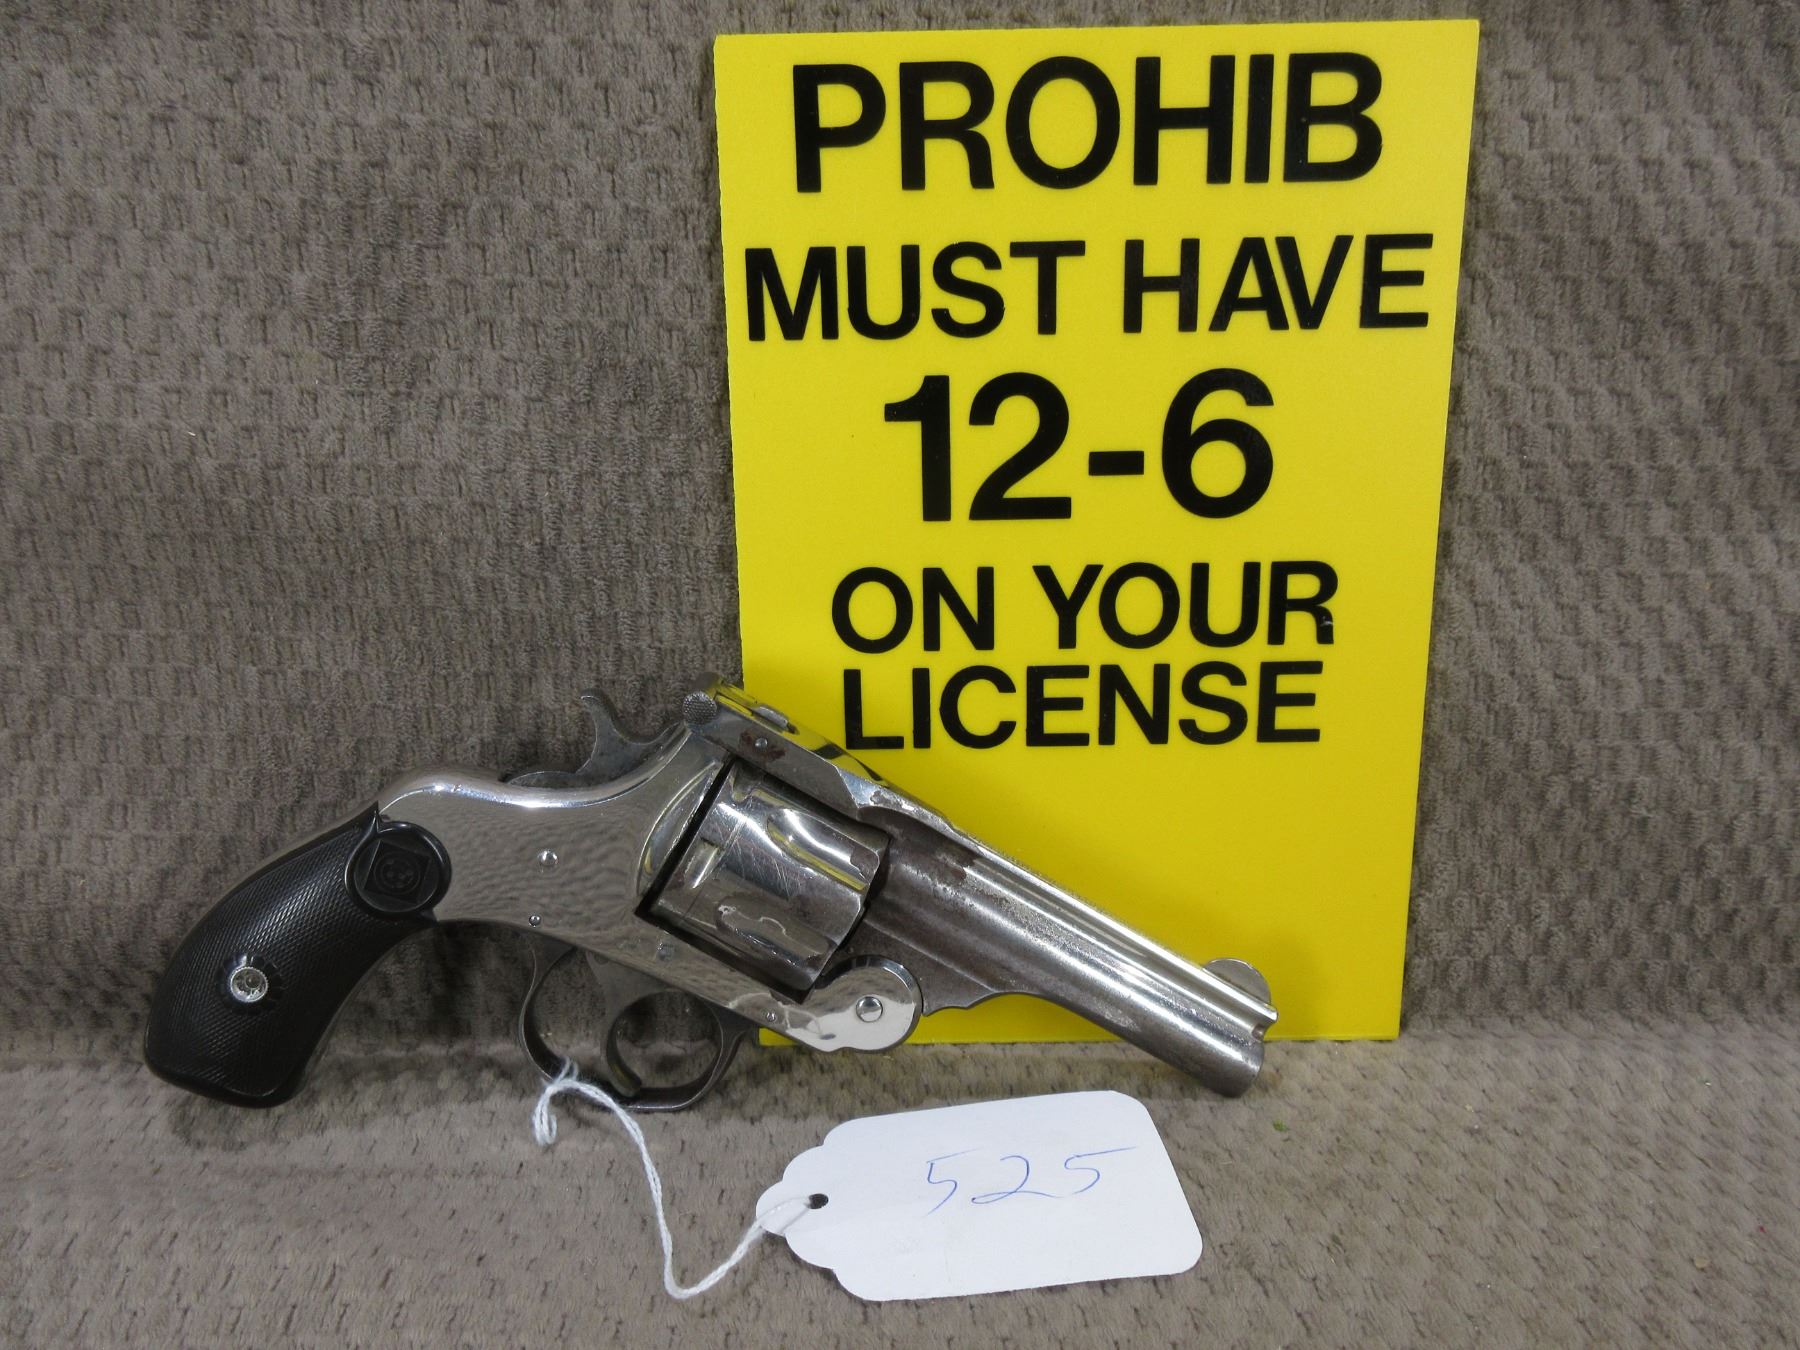 PROHIB
MUST HAVE
12-6
ON YOUR
LICENSE
525